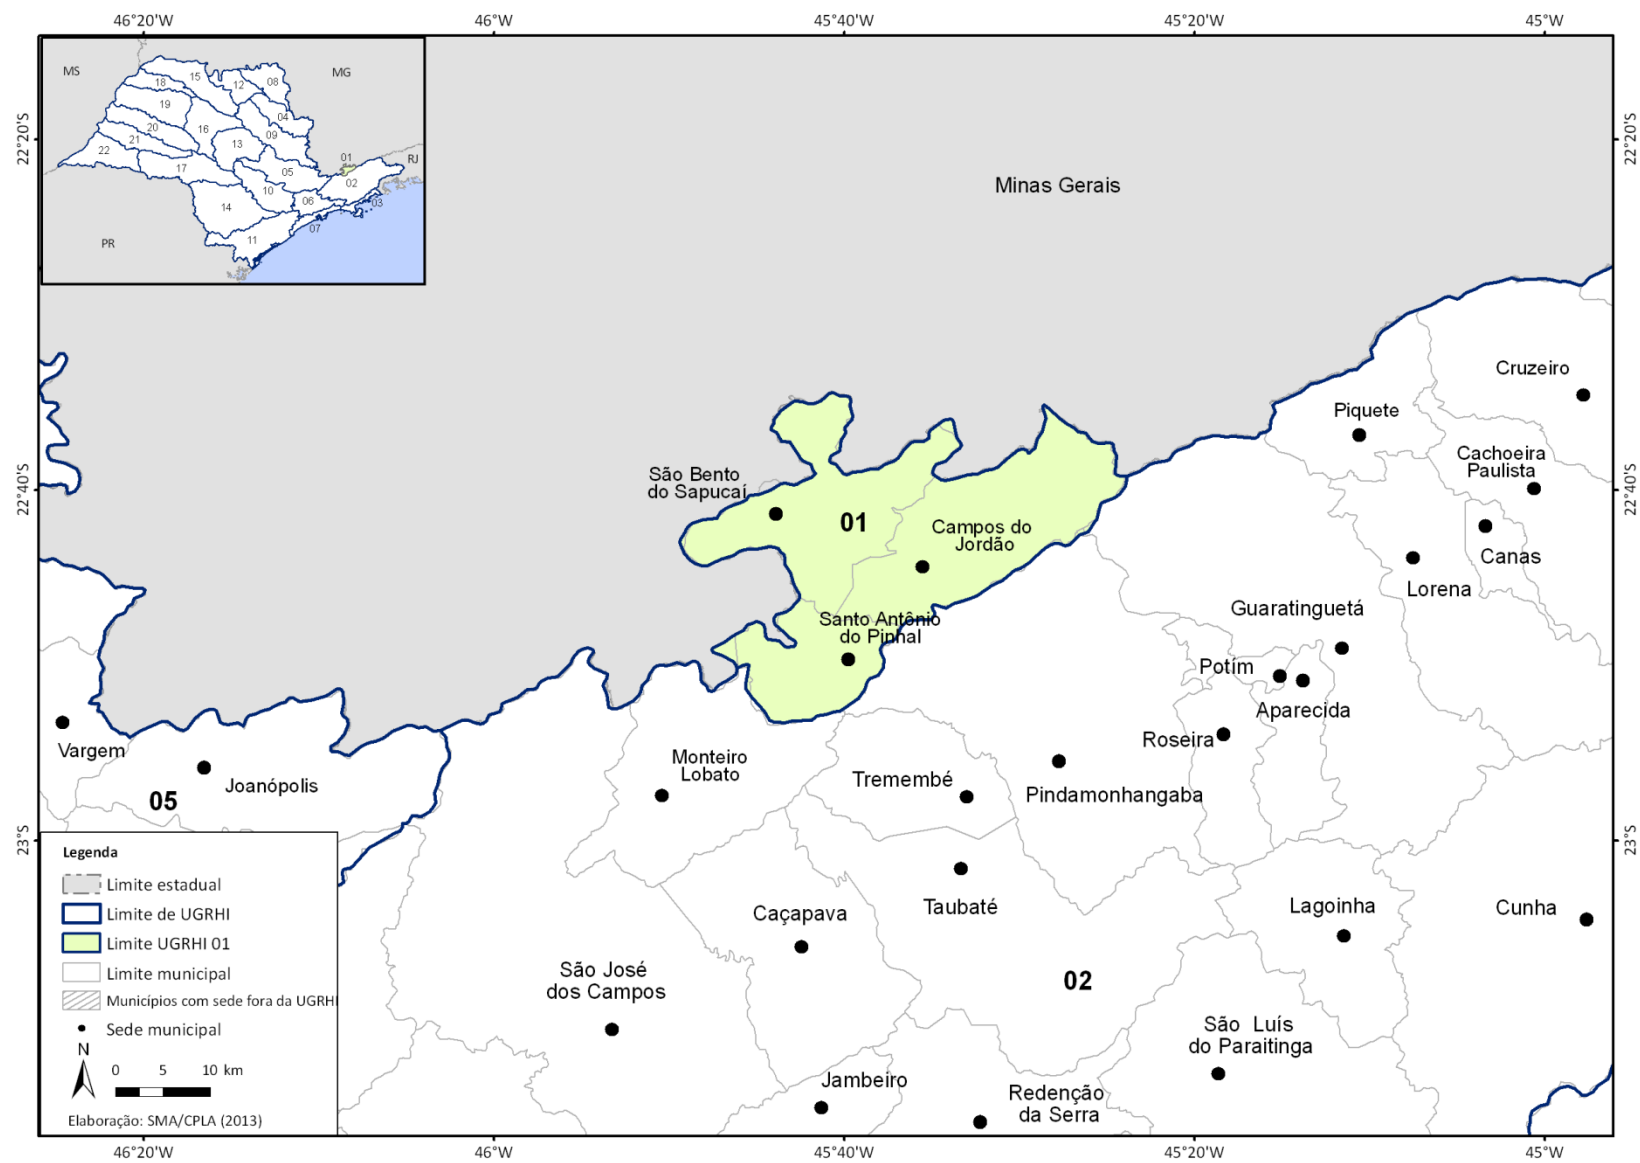 46°20'W
46°W
45°40'W
45°20'W
45°W
22°20'S
22°20'S
22°40'S
22°40'S
23°S
23°S
MS
MG
RJ
PR
15
18
12
08
19
04
20
16
09
21
13
22
17
01
05
02
10
06
03
14
07
11
Minas Gerais
Cruzeiro
Piquete
Cachoeira
Paulista
São Bento
do Sapucaí
01
Campos do
Jordão
Canas
Lorena
Guaratinguetá
Santo Antônio
do Pinhal
Potím
Aparecida
Roseira
Vargem
Joanópolis
05
Monteiro
Lobato
Tremembé
Pindamonhangaba
Taubaté
Caçapava
Lagoinha
Cunha
São José
dos Campos
02
São Luís
do Paraitinga
Jambeiro
Redenção
da Serra
Legenda
Limite estadual
Limite de UGRHI
Limite UGRHI 01
Limite municipal
Municípios com sede fora da UGRHI
Sede municipal
N
0 5 10 km
Elaboração: SMA/CPLA (2013)
46°20'W
46°W
45°40'W
45°20'W
45°W